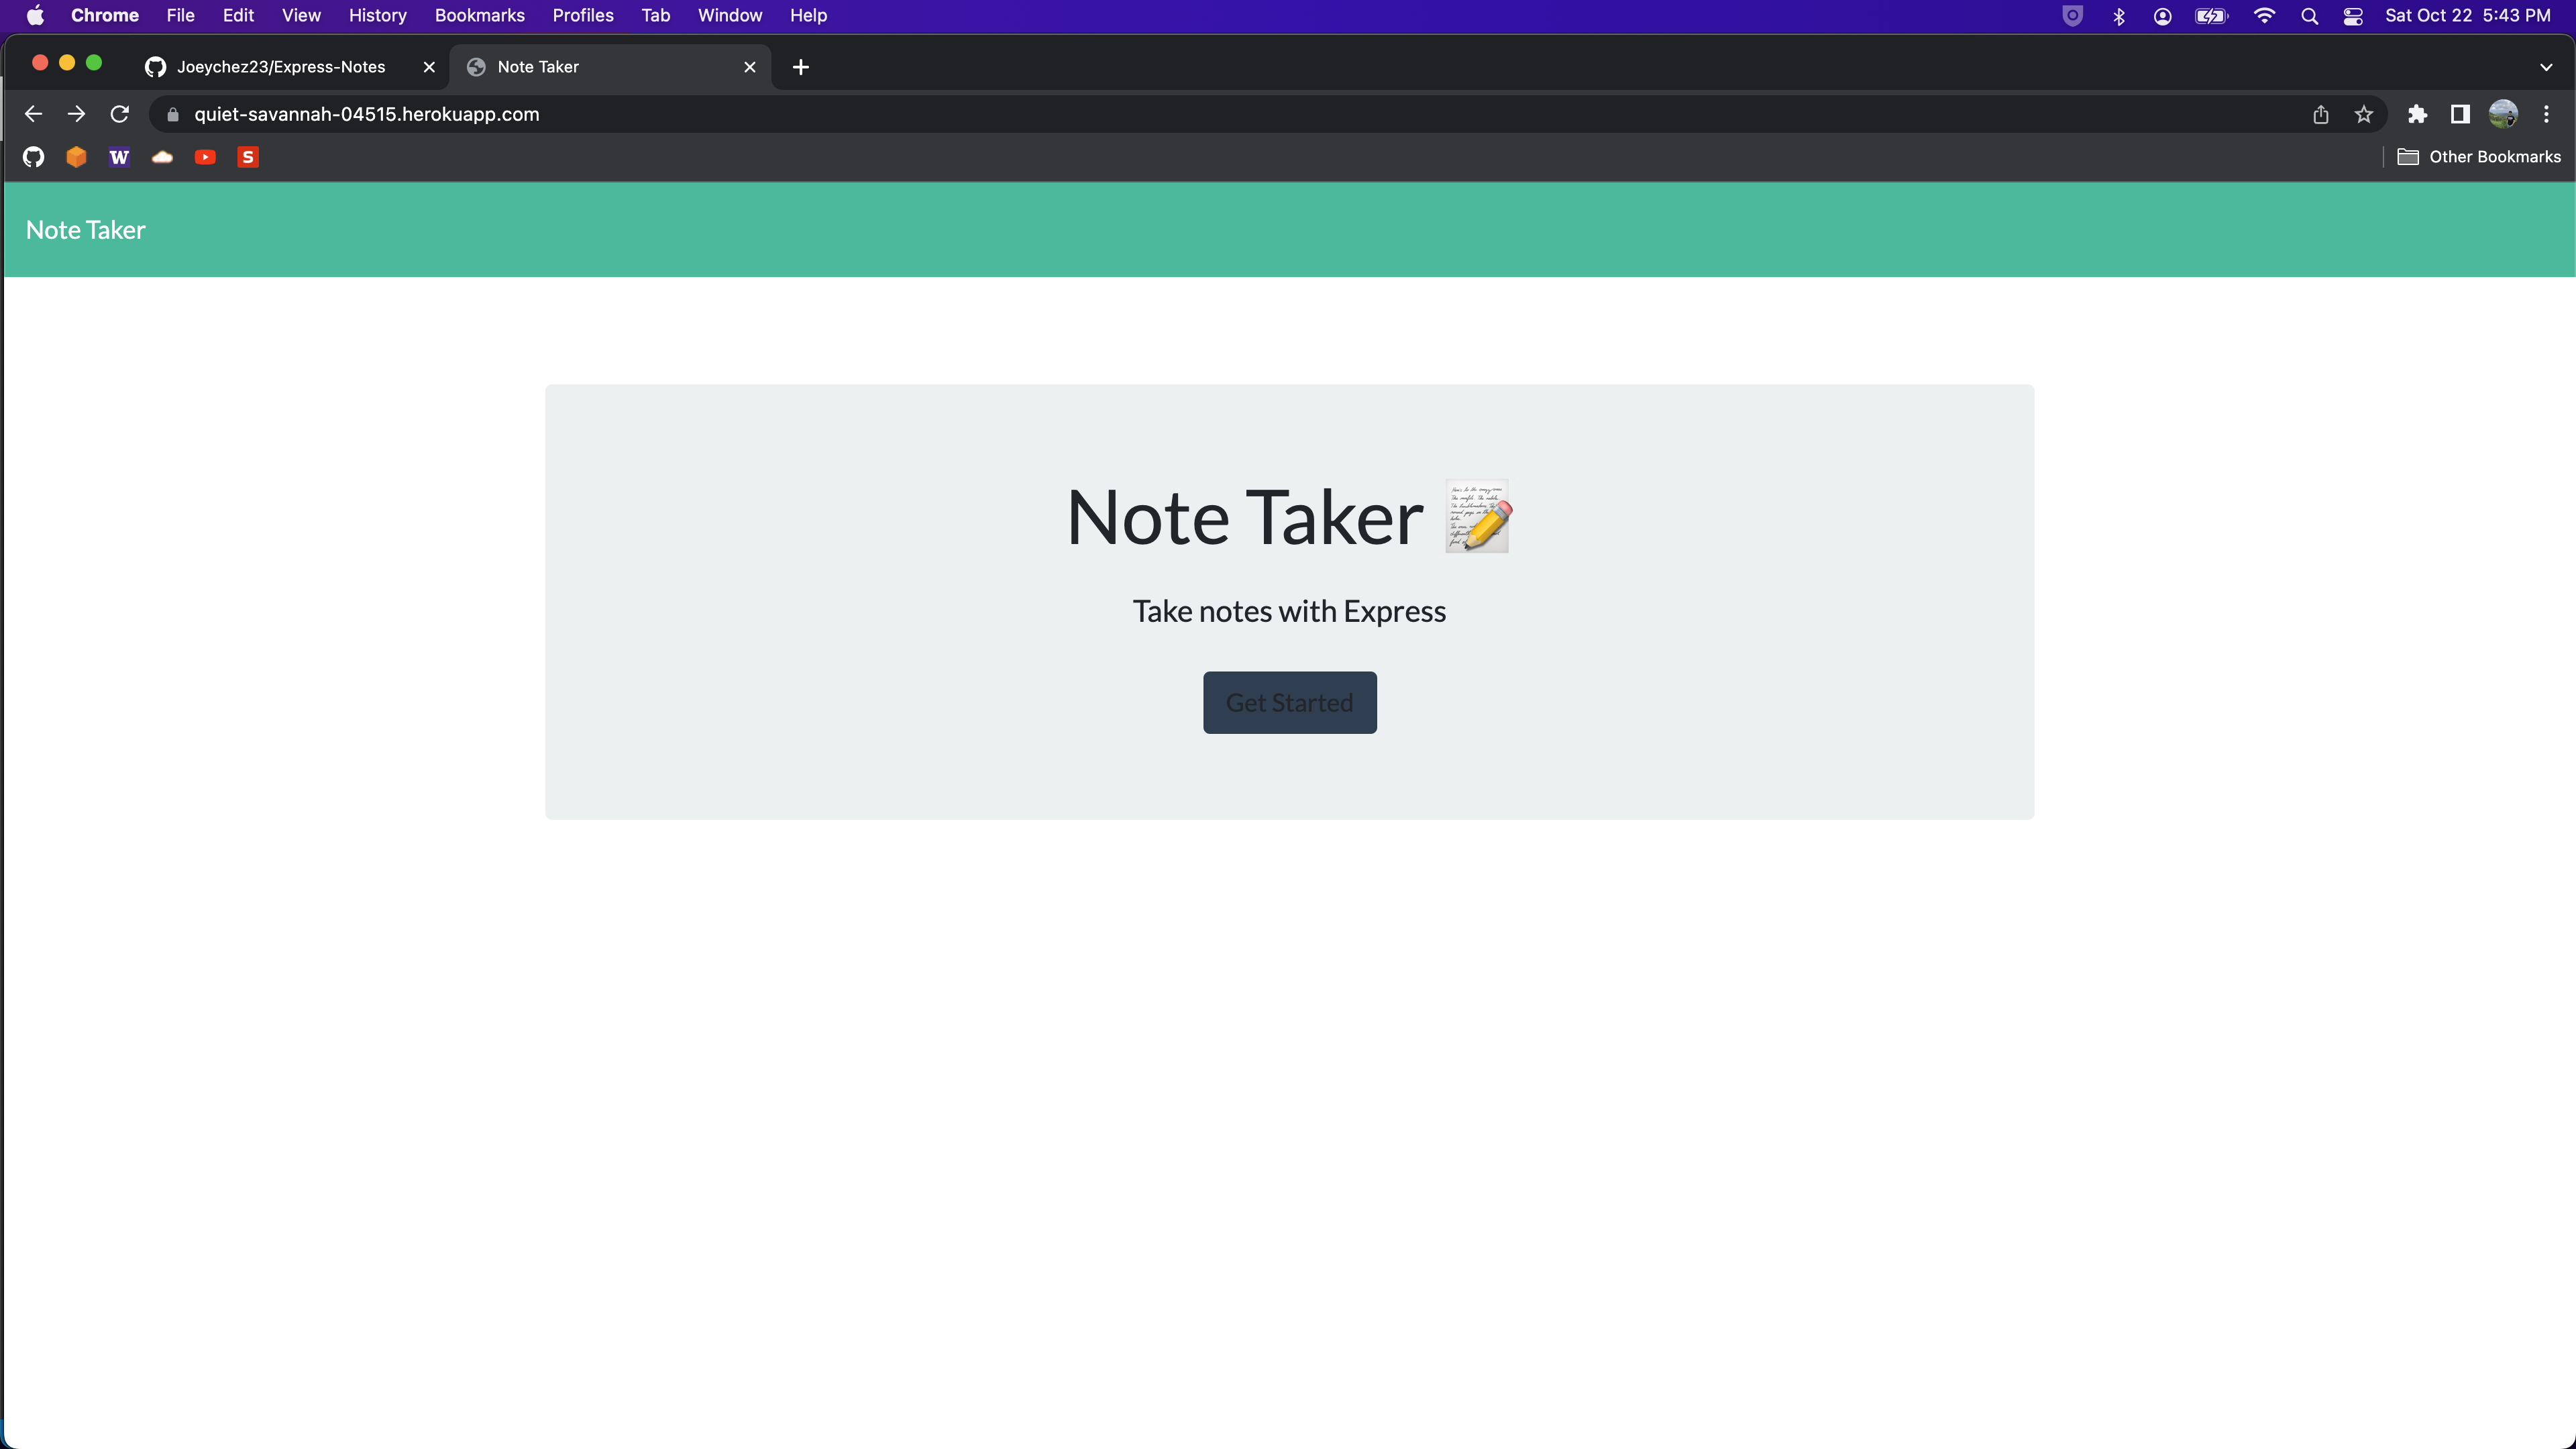 Chrome File Edit View History Bookmarks Profiles Tab Window Help Sat Oct 22 5:43 PM
Joeychez23/Express-Notes Note Taker
quiet-savannah-04515.herokuapp.com
W S Other Bookmarks
Note Taker
Note Taker
Take notes with Express
Get Started